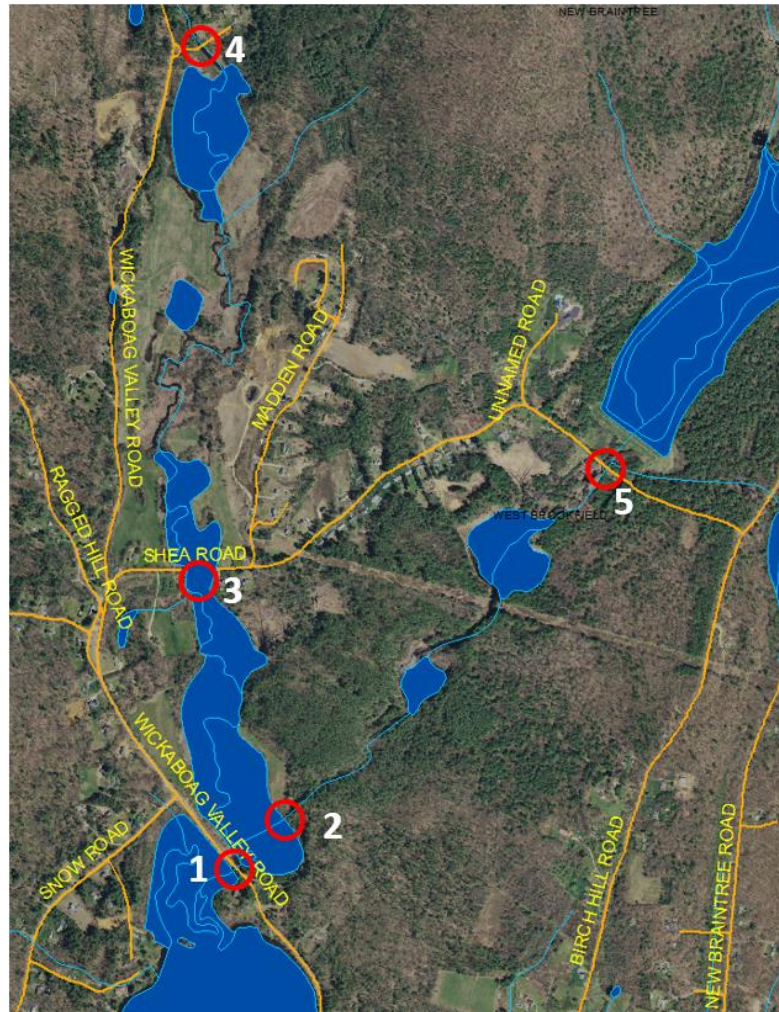 NEW BRAINTREE
4
WICKABOAG VALLEY ROAD
MADDEN ROAD
UNNAMED ROAD
RAGGED HILL ROAD
5
WEST BROOKFIELD
SHEA ROAD
3
WICKABOAG VALLEY ROAD
2
1
SNOW ROAD
BIRCH HILL ROAD
NEW BRAINTREE ROAD